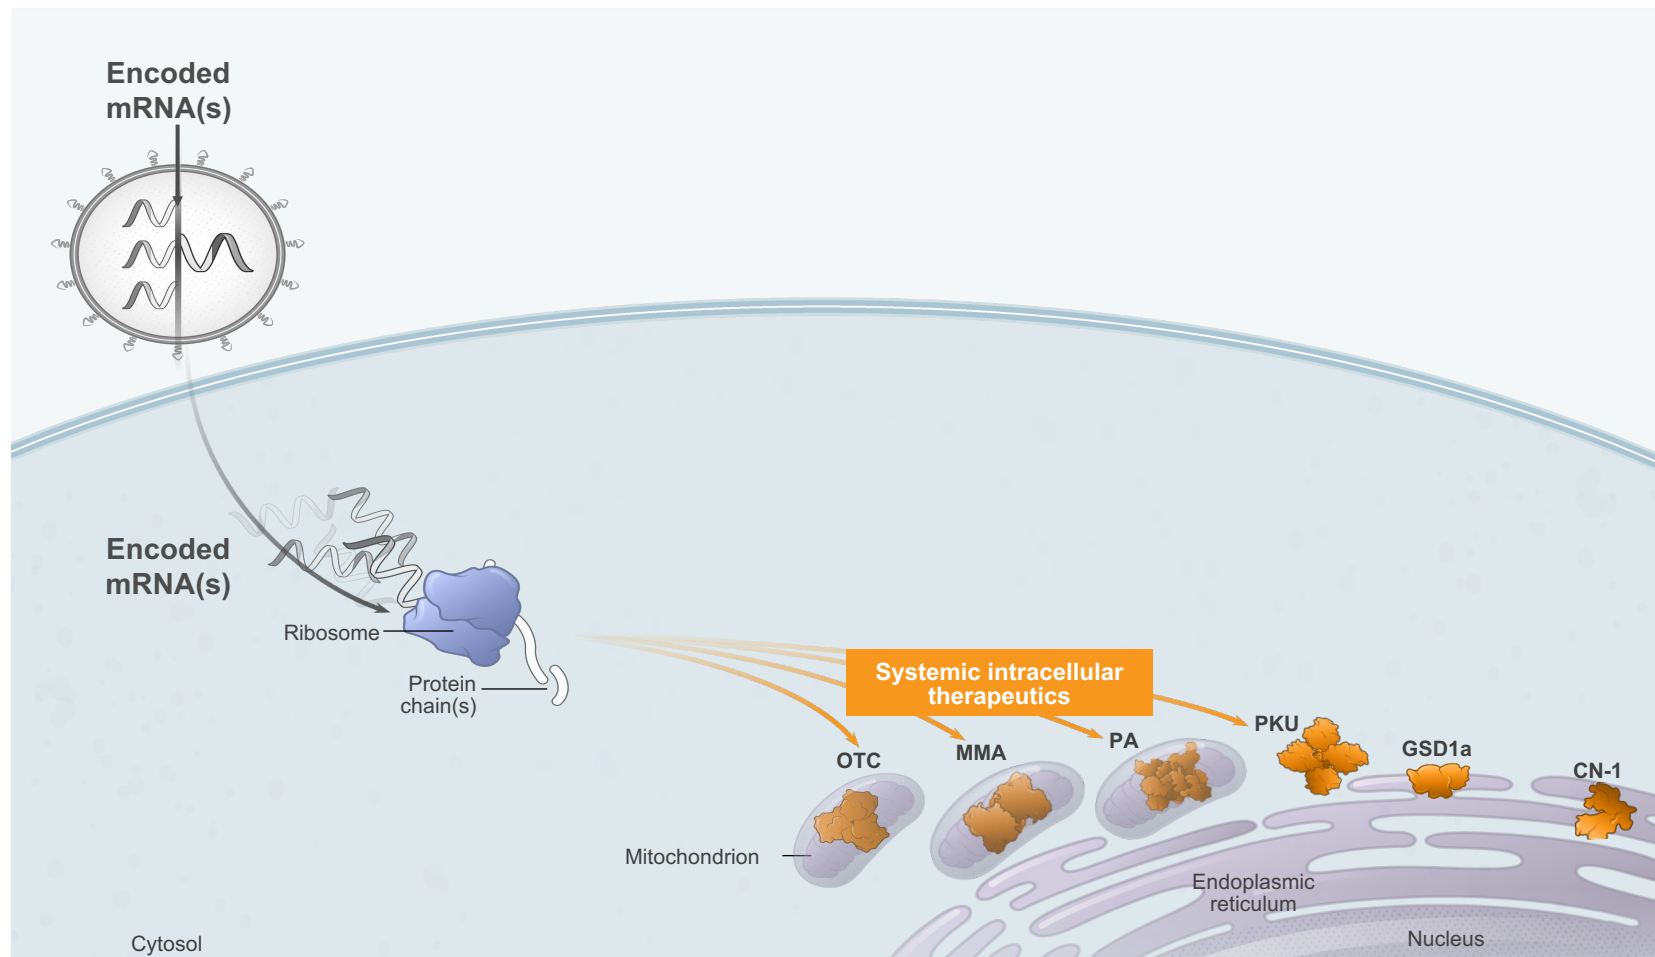 Encoded
mRNA(s)
Encoded
mRNA(s)
Ribosome
Protein
chain(s)
Systemic intracellular
therapeutics
OTC
MMA
PA
PKU
GSD1a
CN-1
Mitochondrion
Endoplasmic
reticulum
Nucleus
Cytosol